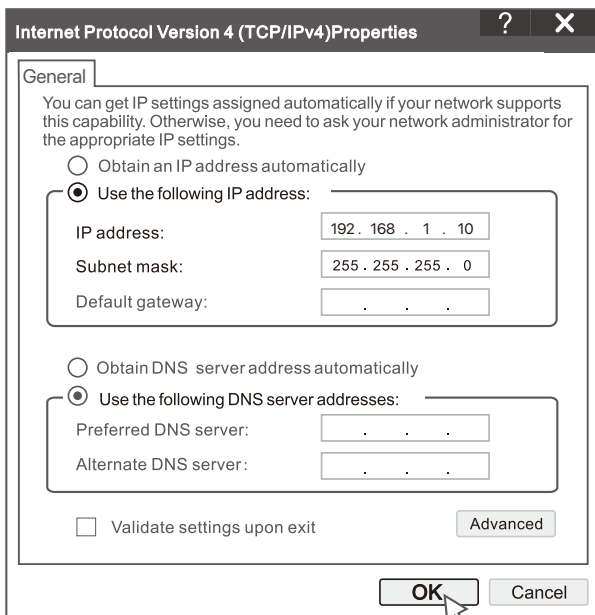 Internet Protocol Version 4 (TCP/IPv4)Properties ? X
General
You can get IP settings assigned automatically if your network supports
this capability. Otherwise, you need to ask your network administrator for
the appropriate IP settings.
Obtain an IP address automatically
Use the following IP address:
IP address: 192. 168 . 1 . 10
Subnet mask: 255 . 255 . 255 . 0
Default gateway: . . .
Obtain DNS server address automatically
Use the following DNS server addresses:
Preferred DNS server: . . .
Alternate DNS server: . . .
Validate settings upon exit Advanced
OK Cancel